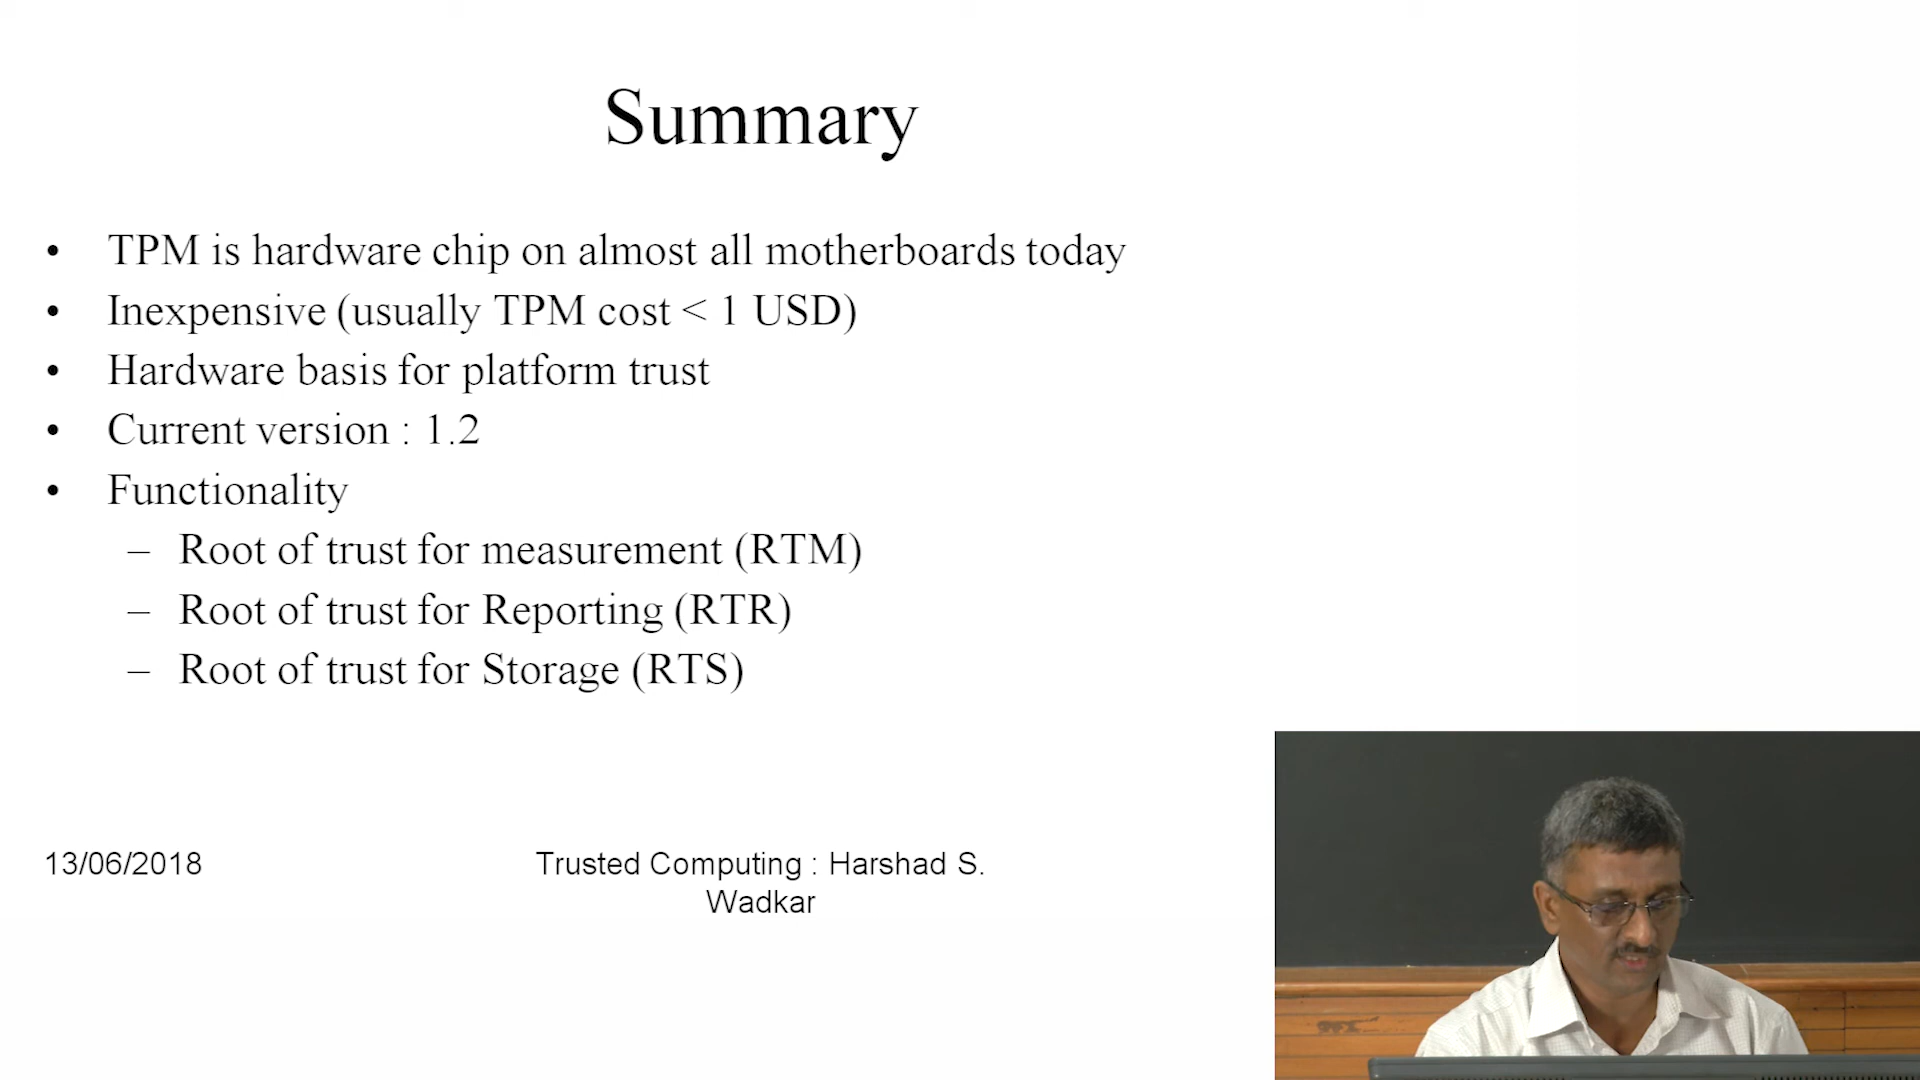 Summary
• TPM is hardware chip on almost all motherboards today
• Inexpensive (usually TPM cost < 1 USD)
• Hardware basis for platform trust
• Current version : 1.2
• Functionality
– Root of trust for measurement (RTM)
– Root of trust for Reporting (RTR)
– Root of trust for Storage (RTS)
13/06/2018
Trusted Computing : Harshad S.
Wadkar